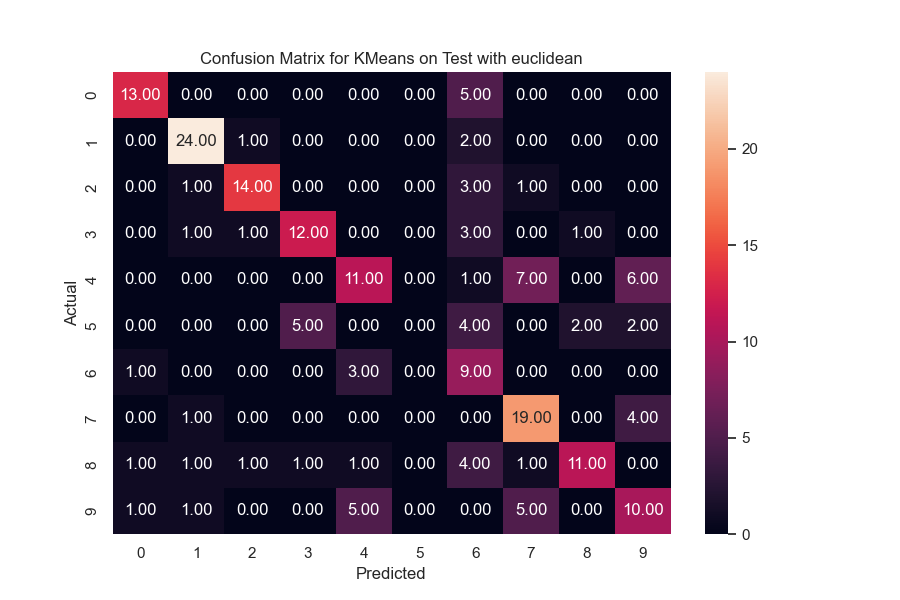 Confusion Matrix for KMeans on Test with euclidean
0 13.00 0.00 0.00 0.00 0.00 0.00 5.00 0.00 0.00 0.00
1 0.00 24.00 1.00 0.00 0.00 0.00 2.00 0.00 0.00 0.00
2 0.00 1.00 14.00 0.00 0.00 0.00 3.00 1.00 0.00 0.00
3 0.00 1.00 1.00 12.00 0.00 0.00 3.00 0.00 1.00 0.00
4 0.00 0.00 0.00 0.00 11.00 0.00 1.00 7.00 0.00 6.00
5 0.00 0.00 0.00 5.00 0.00 0.00 4.00 0.00 2.00 2.00
6 1.00 0.00 0.00 0.00 3.00 0.00 9.00 0.00 0.00 0.00
7 0.00 1.00 0.00 0.00 0.00 0.00 0.00 19.00 0.00 4.00
8 1.00 1.00 1.00 1.00 1.00 0.00 4.00 1.00 11.00 0.00
9 1.00 1.00 0.00 0.00 5.00 0.00 0.00 5.00 0.00 10.00
0 1 2 3 4 5 6 7 8 9
Predicted
Actual
20
15
10
5
0